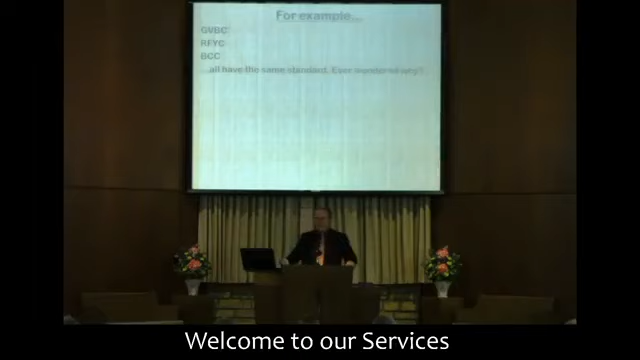 For example...
GVBC
RFYC
BCC
...all have the same standard. Ever wondered why?
Welcome to our Services